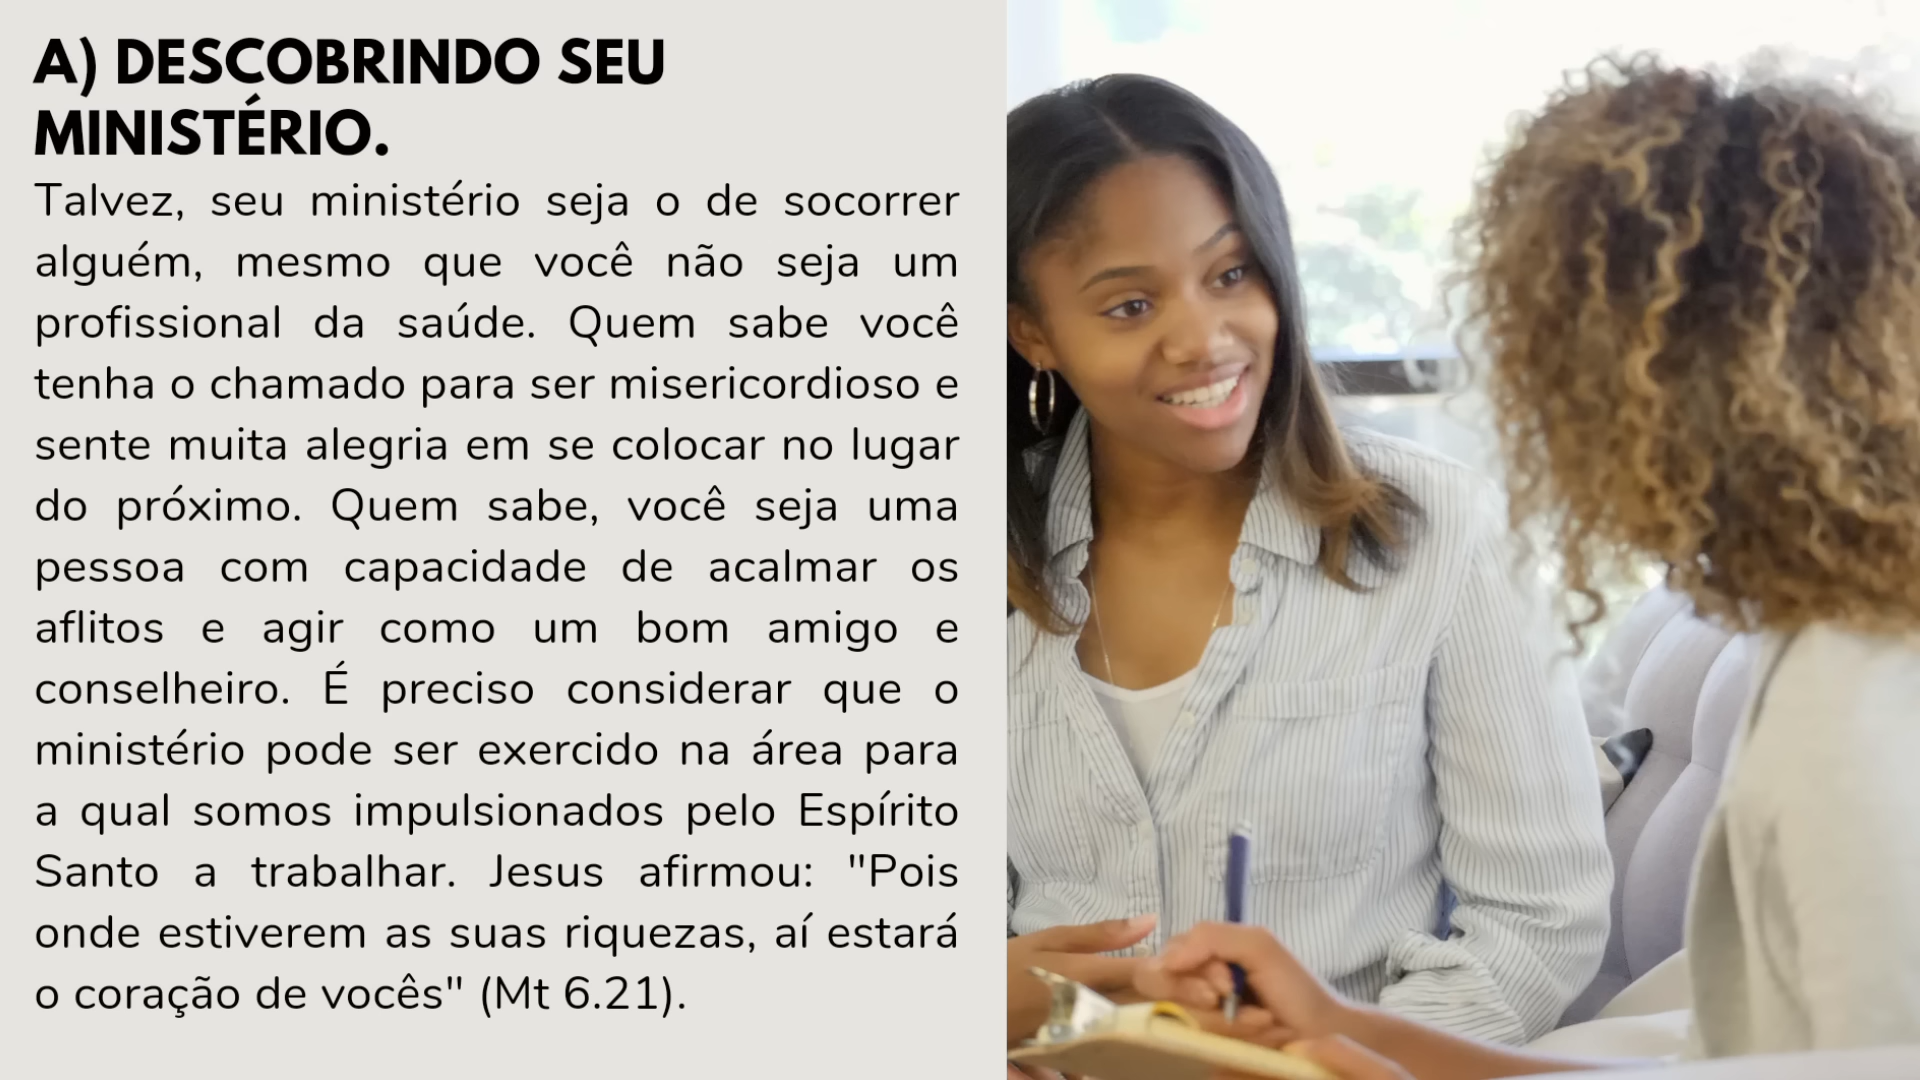 A) DESCOBRINDO SEU
MINISTÉRIO.
Talvez, seu ministério seja o de socorrer
alguém, mesmo que você não seja um
profissional da saúde. Quem sabe você
tenha o chamado para ser misericordioso e
sente muita alegria em se colocar no lugar
do próximo. Quem sabe, você seja uma
pessoa com capacidade de acalmar os
aflitos e agir como um bom amigo e
conselheiro. É preciso considerar que o
ministério pode ser exercido na área para
a qual somos impulsionados pelo Espírito
Santo a trabalhar. Jesus afirmou: "Pois
onde estiverem as suas riquezas, aí estará
o coração de vocês" (Mt 6.21).